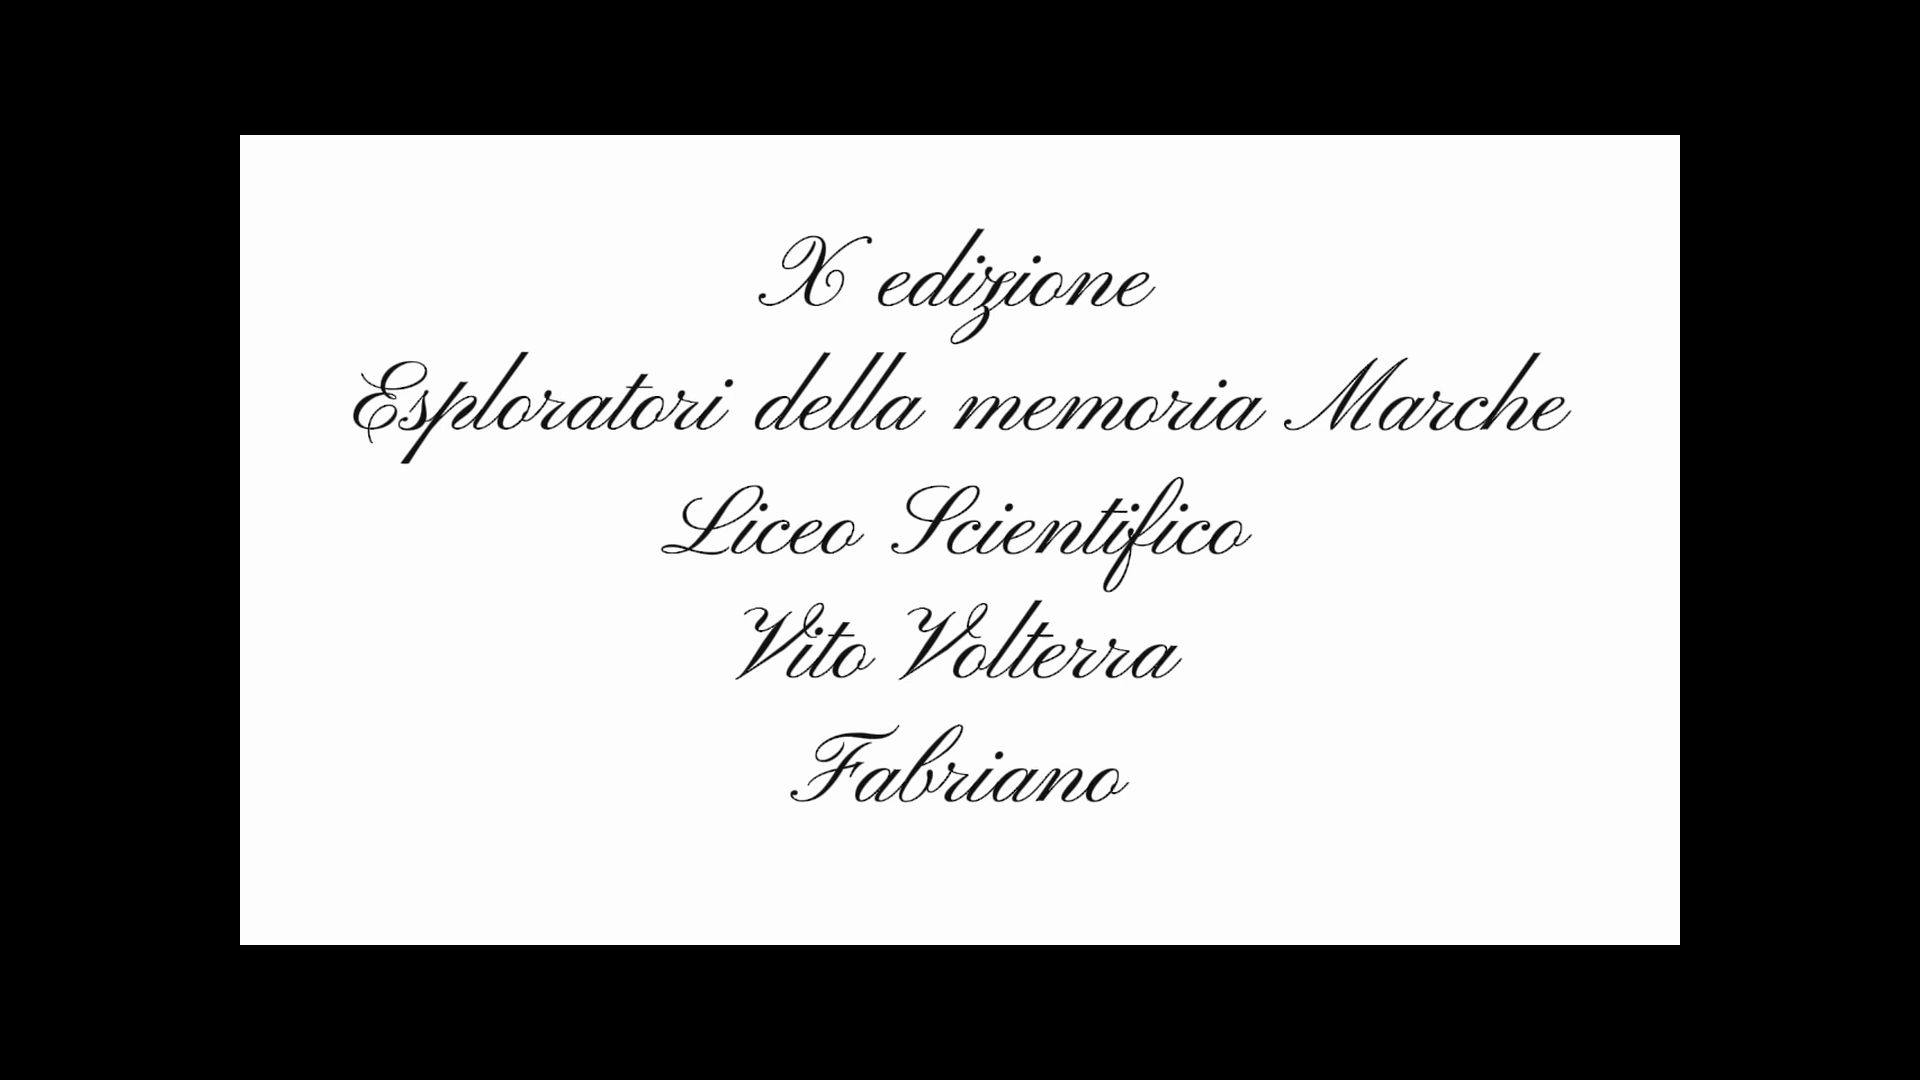 X edizione
Esploratori della memoria Marche
Liceo Scientifico
Vito Volterra
Fabriano